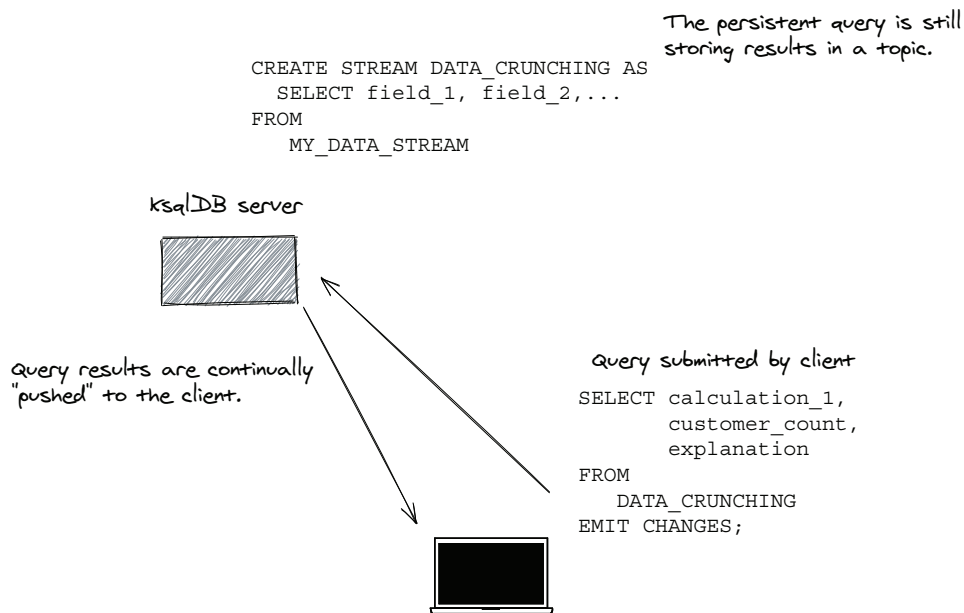 The persistent query is still
storing results in a topic.
CREATE STREAM DATA_CRUNCHING AS
SELECT field_1, field_2,...
FROM
MY_DATA_STREAM
ksqlDB server
Query results are continually
"pushed" to the client.
Query submitted by client
SELECT calculation_1,
customer_count,
explanation
FROM
DATA_CRUNCHING
EMIT CHANGES;